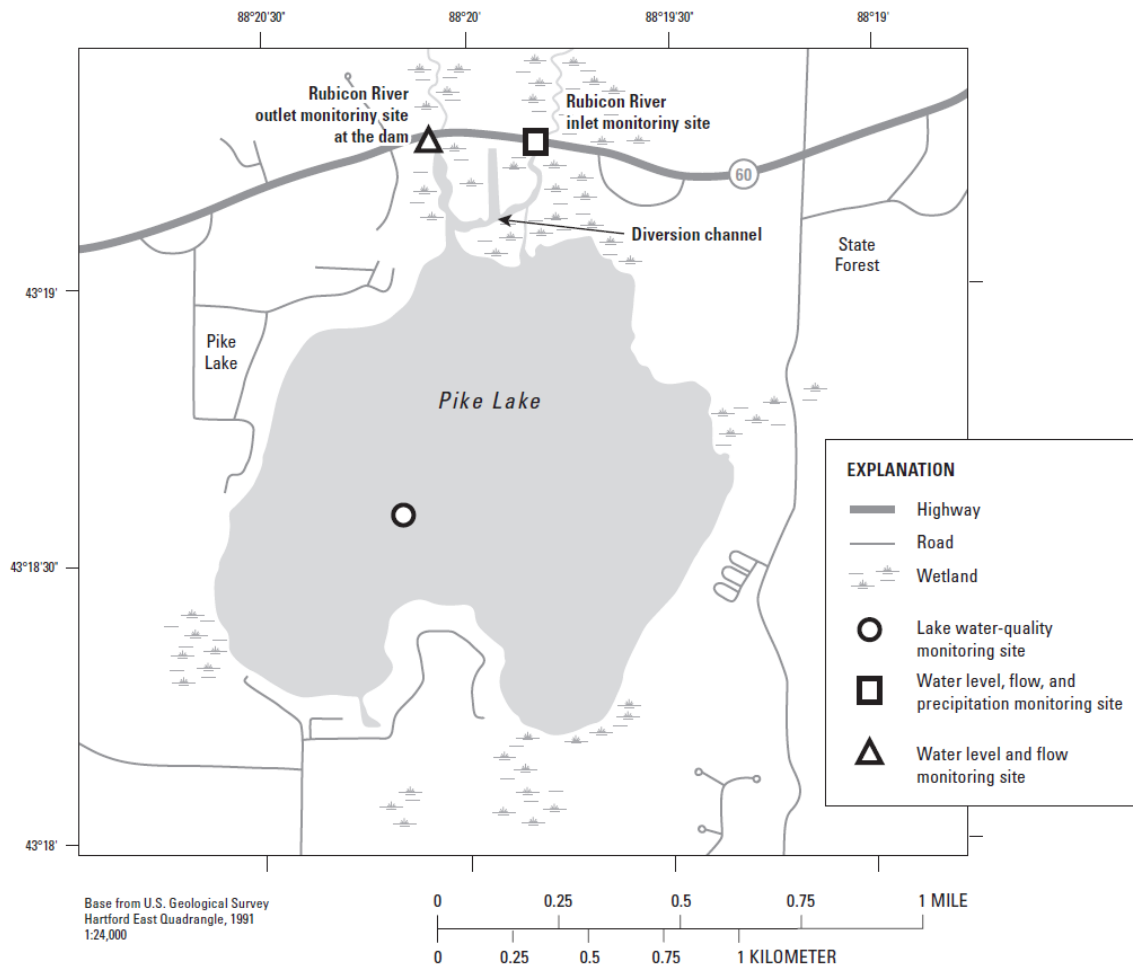 88°20'30"
88°20'
88°19'30"
88°19'
Rubicon River
outlet monitoriny site
at the dam
Rubicon River
inlet monitoriny site
60
Diversion channel
State
Forest
43°19'
Pike
Lake
Pike Lake
43°18'30"
43°18'
EXPLANATION
Highway
Road
Wetland
Lake water-quality
monitoring site
Water level, flow, and
precipitation monitoring site
Water level and flow
monitoring site
Base from U.S. Geological Survey
Hartford East Quadrangle, 1991
1:24,000
0 0.25 0.5 0.75 1 MILE
0 0.25 0.5 0.75 1 KILOMETER